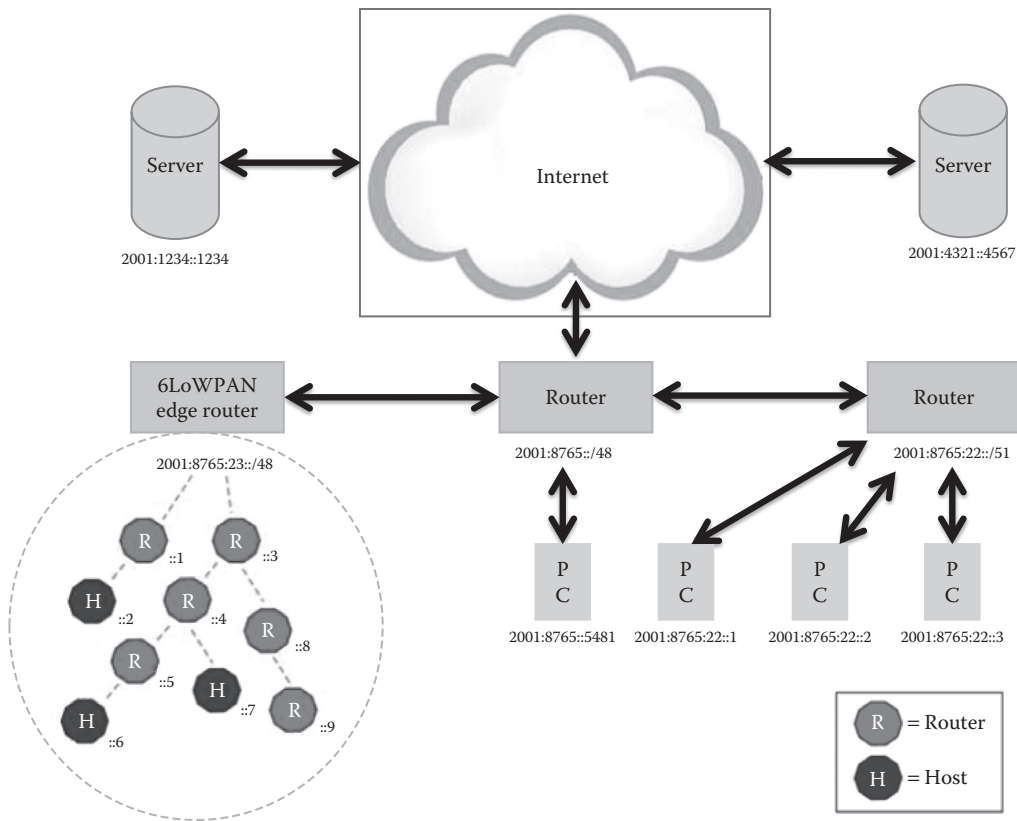 Server
Internet
Server
2001:1234::1234
2001:4321::4567
6LoWPAN
edge router
Router
Router
2001:8765:23::/48
2001:8765::/48
2001:8765:22::/51
R
::1
R
::3
H
::2
R
::4
R
::8
R
::5
H
::7
R
::9
H
::6
P
C
P
C
P
C
P
C
2001:8765::5481
2001:8765:22::1
2001:8765:22::2
2001:8765:22::3
R = Router
H = Host